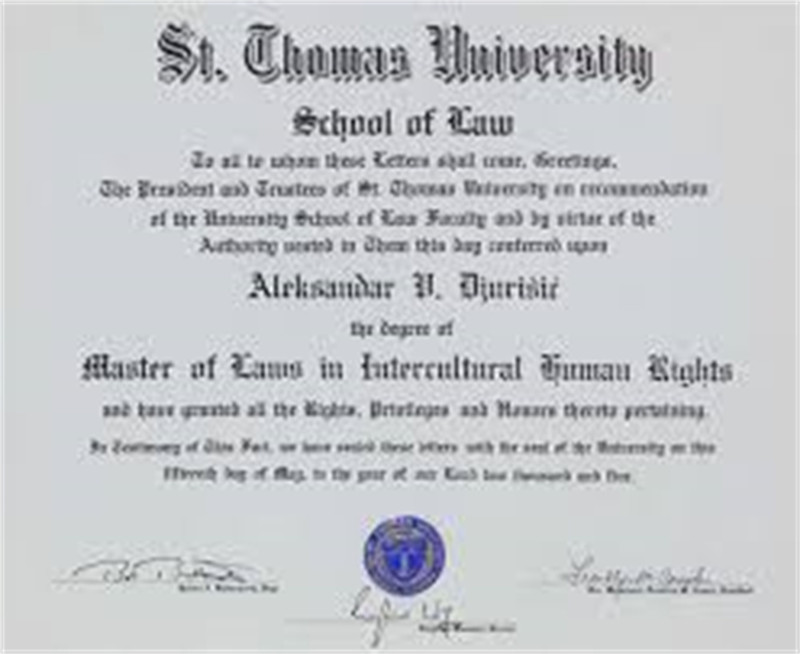 St. Thomas University
School of Law
To all to whom these Letters shall come, Greetings,
The President and Trustees of St. Thomas University on recommendation
of the University School of Law Faculty and by virtue of the
Authority vested in Them this day conferred upon
Aleksandar V. Djurišić
the degree of
Master of Laws in Intercultural Human Rights
and have granted all the Rights, Privileges and Honors thereto pertaining.
In Testimony of This Fact, we have sealed these letters with the seal of the University on this
fifteenth day of May, in the year of our Lord two thousand and five.